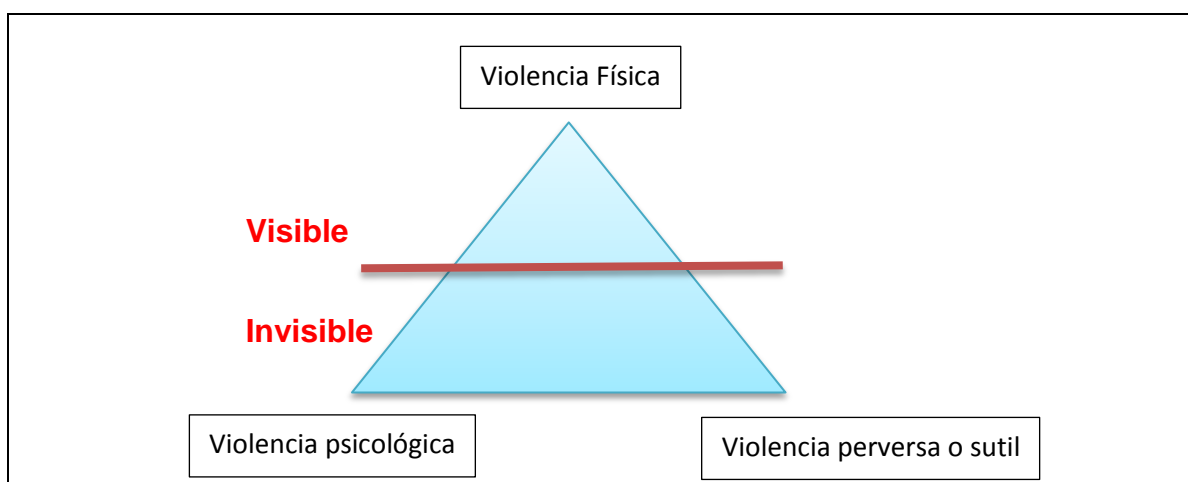 Violencia Física
Visible
Invisible
Violencia psicológica
Violencia perversa o sutil